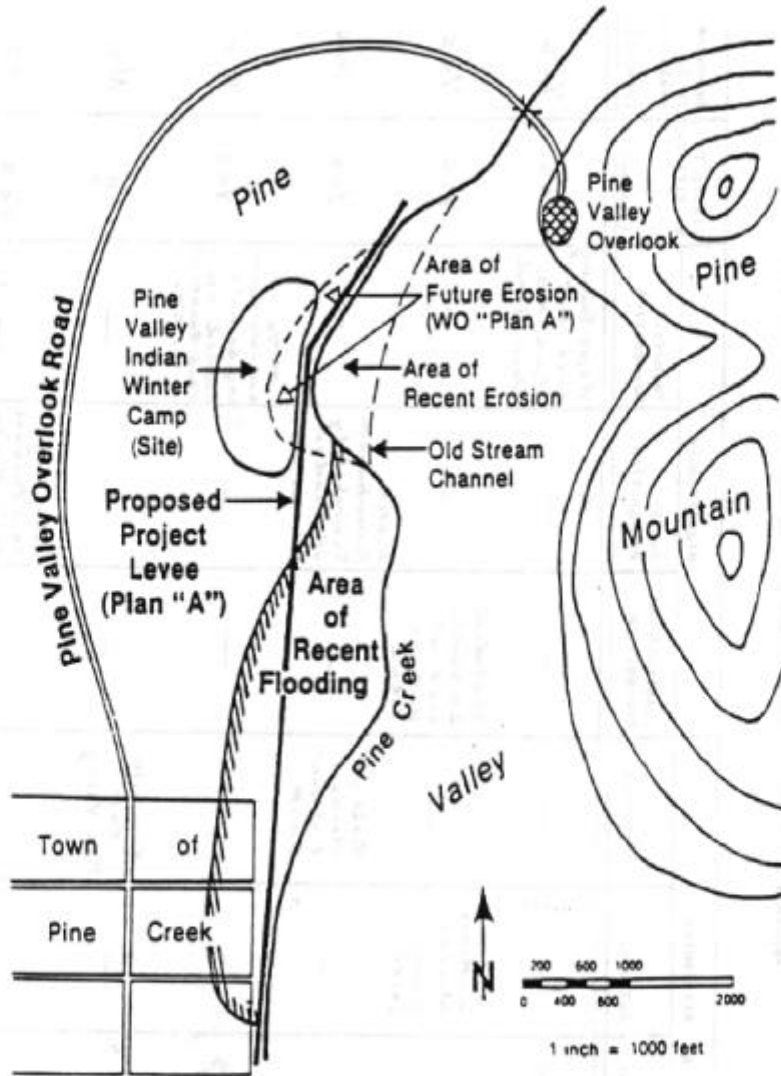 Pine
Pine
Valley
Overlook
Pine
Area of
Future Erosion
(WO "Plan A")
Pine
Valley
Indian
Winter
Camp
(Site)
Area of
Recent Erosion
Old Stream
Channel
Pine Valley Overlook Road
Proposed
Project
Levee
(Plan "A")
Mountain
Area
of
Recent
Flooding
Pine Creek
Valley
Town of
Pine Creek
N
200 600 1000
0 400 800 2000
1 inch = 1000 feet